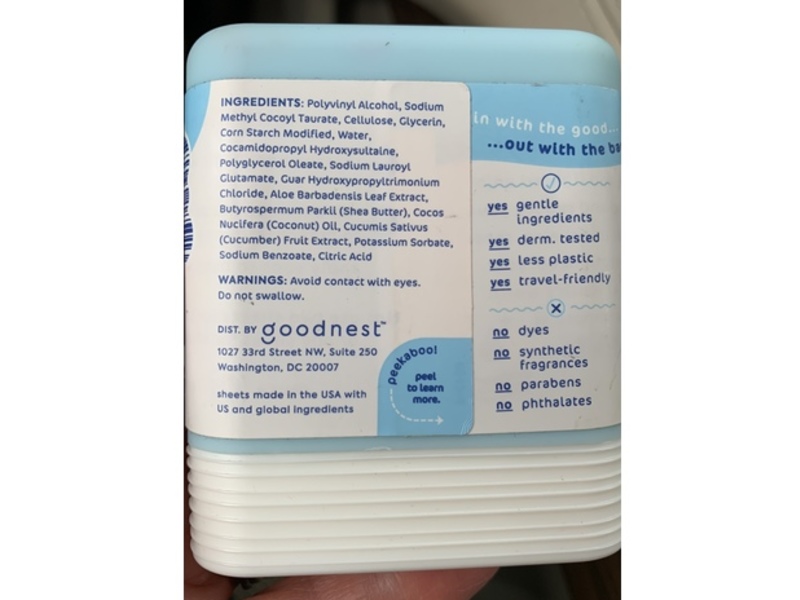 INGREDIENTS: Polyvinyl Alcohol, Sodium
Methyl Cocoyl Taurate, Cellulose, Glycerin,
Corn Starch Modified, Water,
Cocamidopropyl Hydroxysultaine,
Polyglycerol Oleate, Sodium Lauroyl
Glutamate, Guar Hydroxypropyltrimonium
Chloride, Aloe Barbadensis Leaf Extract,
Butyrospermum Parkii (Shea Butter), Cocos
Nucifera (Coconut) Oil, Cucumis Sativus
(Cucumber) Fruit Extract, Potassium Sorbate,
Sodium Benzoate, Citric Acid
WARNINGS: Avoid contact with eyes.
Do not swallow.
DIST. BY goodnest™
1027 33rd Street NW, Suite 250
Washington, DC 20007
sheets made in the USA with
US and global ingredients
peekaboo!
peel
to learn
more.
in with the good...
...out with the ba
yes gentle
ingredients
yes derm. tested
yes less plastic
yes travel-friendly
no dyes
no synthetic
fragrances
no parabens
no phthalates